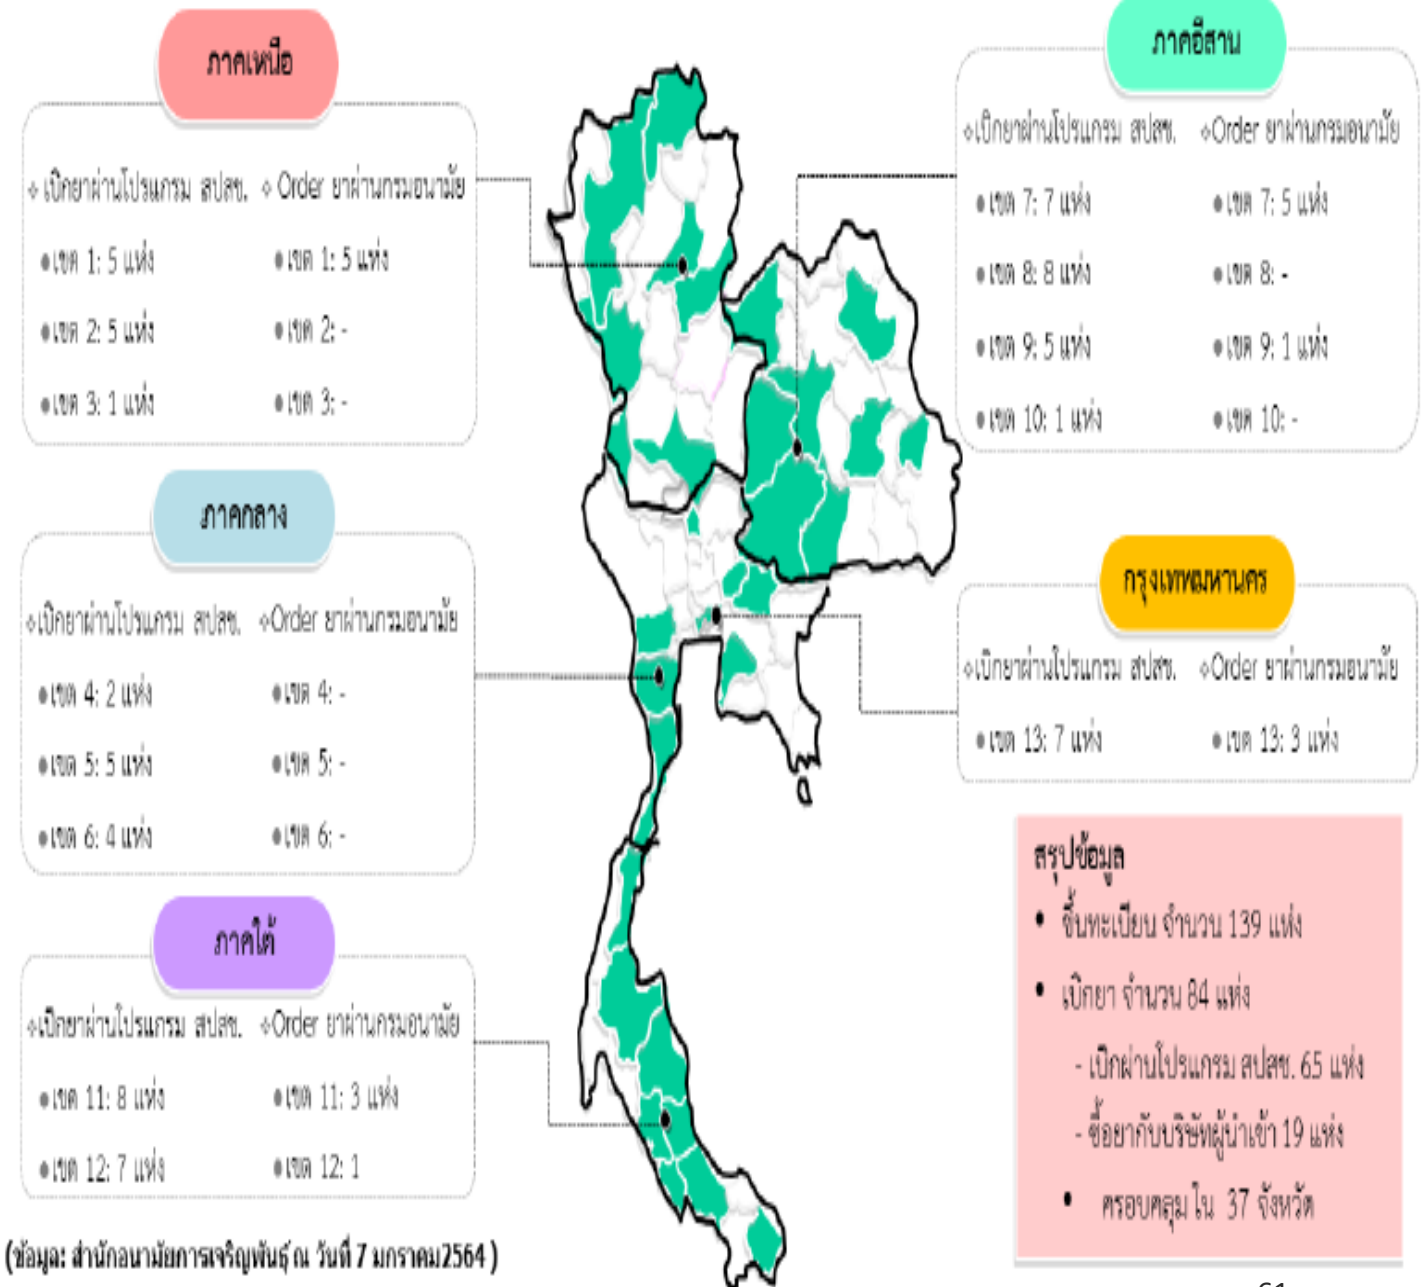 ภาคเหนือ
❖ เบิกยาผ่านโปรแกรม สปสช. ❖ Order ยาผ่านกรมอนามัย
●เขต 1: 5 แห่ง ●เขต 1: 5 แห่ง
●เขต 2: 5 แห่ง ●เขต 2: -
●เขต 3: 1 แห่ง ●เขต 3: -
ภาคกลาง
❖เบิกยาผ่านโปรแกรม สปสช. ❖Order ยาผ่านกรมอนามัย
●เขต 4: 2 แห่ง ●เขต 4: -
●เขต 5: 5 แห่ง ●เขต 5: -
●เขต 6: 4 แห่ง ●เขต 6: -
ภาคใต้
❖เบิกยาผ่านโปรแกรม สปสช. ❖Order ยาผ่านกรมอนามัย
●เขต 11: 8 แห่ง ●เขต 11: 3 แห่ง
●เขต 12: 7 แห่ง ●เขต 12: 1
(ข้อมูล: สำนักอนามัยการเจริญพันธุ์ ณ วันที่ 7 มกราคม2564 )
ภาคอีสาน
❖เบิกยาผ่านโปรแกรม สปสช. ❖Order ยาผ่านกรมอนามัย
●เขต 7: 7 แห่ง ●เขต 7: 5 แห่ง
●เขต 8: 8 แห่ง ●เขต 8: -
●เขต 9: 5 แห่ง ●เขต 9: 1 แห่ง
●เขต 10: 1 แห่ง ●เขต 10: -
กรุงเทพมหานคร
❖เบิกยาผ่านโปรแกรม สปสช. ❖Order ยาผ่านกรมอนามัย
●เขต 13: 7 แห่ง ●เขต 13: 3 แห่ง
สรุปข้อมูล
• ขึ้นทะเบียน จำนวน 139 แห่ง
• เบิกยา จำนวน 84 แห่ง
- เบิกผ่านโปรแกรม สปสช. 65 แห่ง
- ซื้อยากับบริษัทผู้นำเข้า 19 แห่ง
• ครอบคลุม ใน 37 จังหวัด